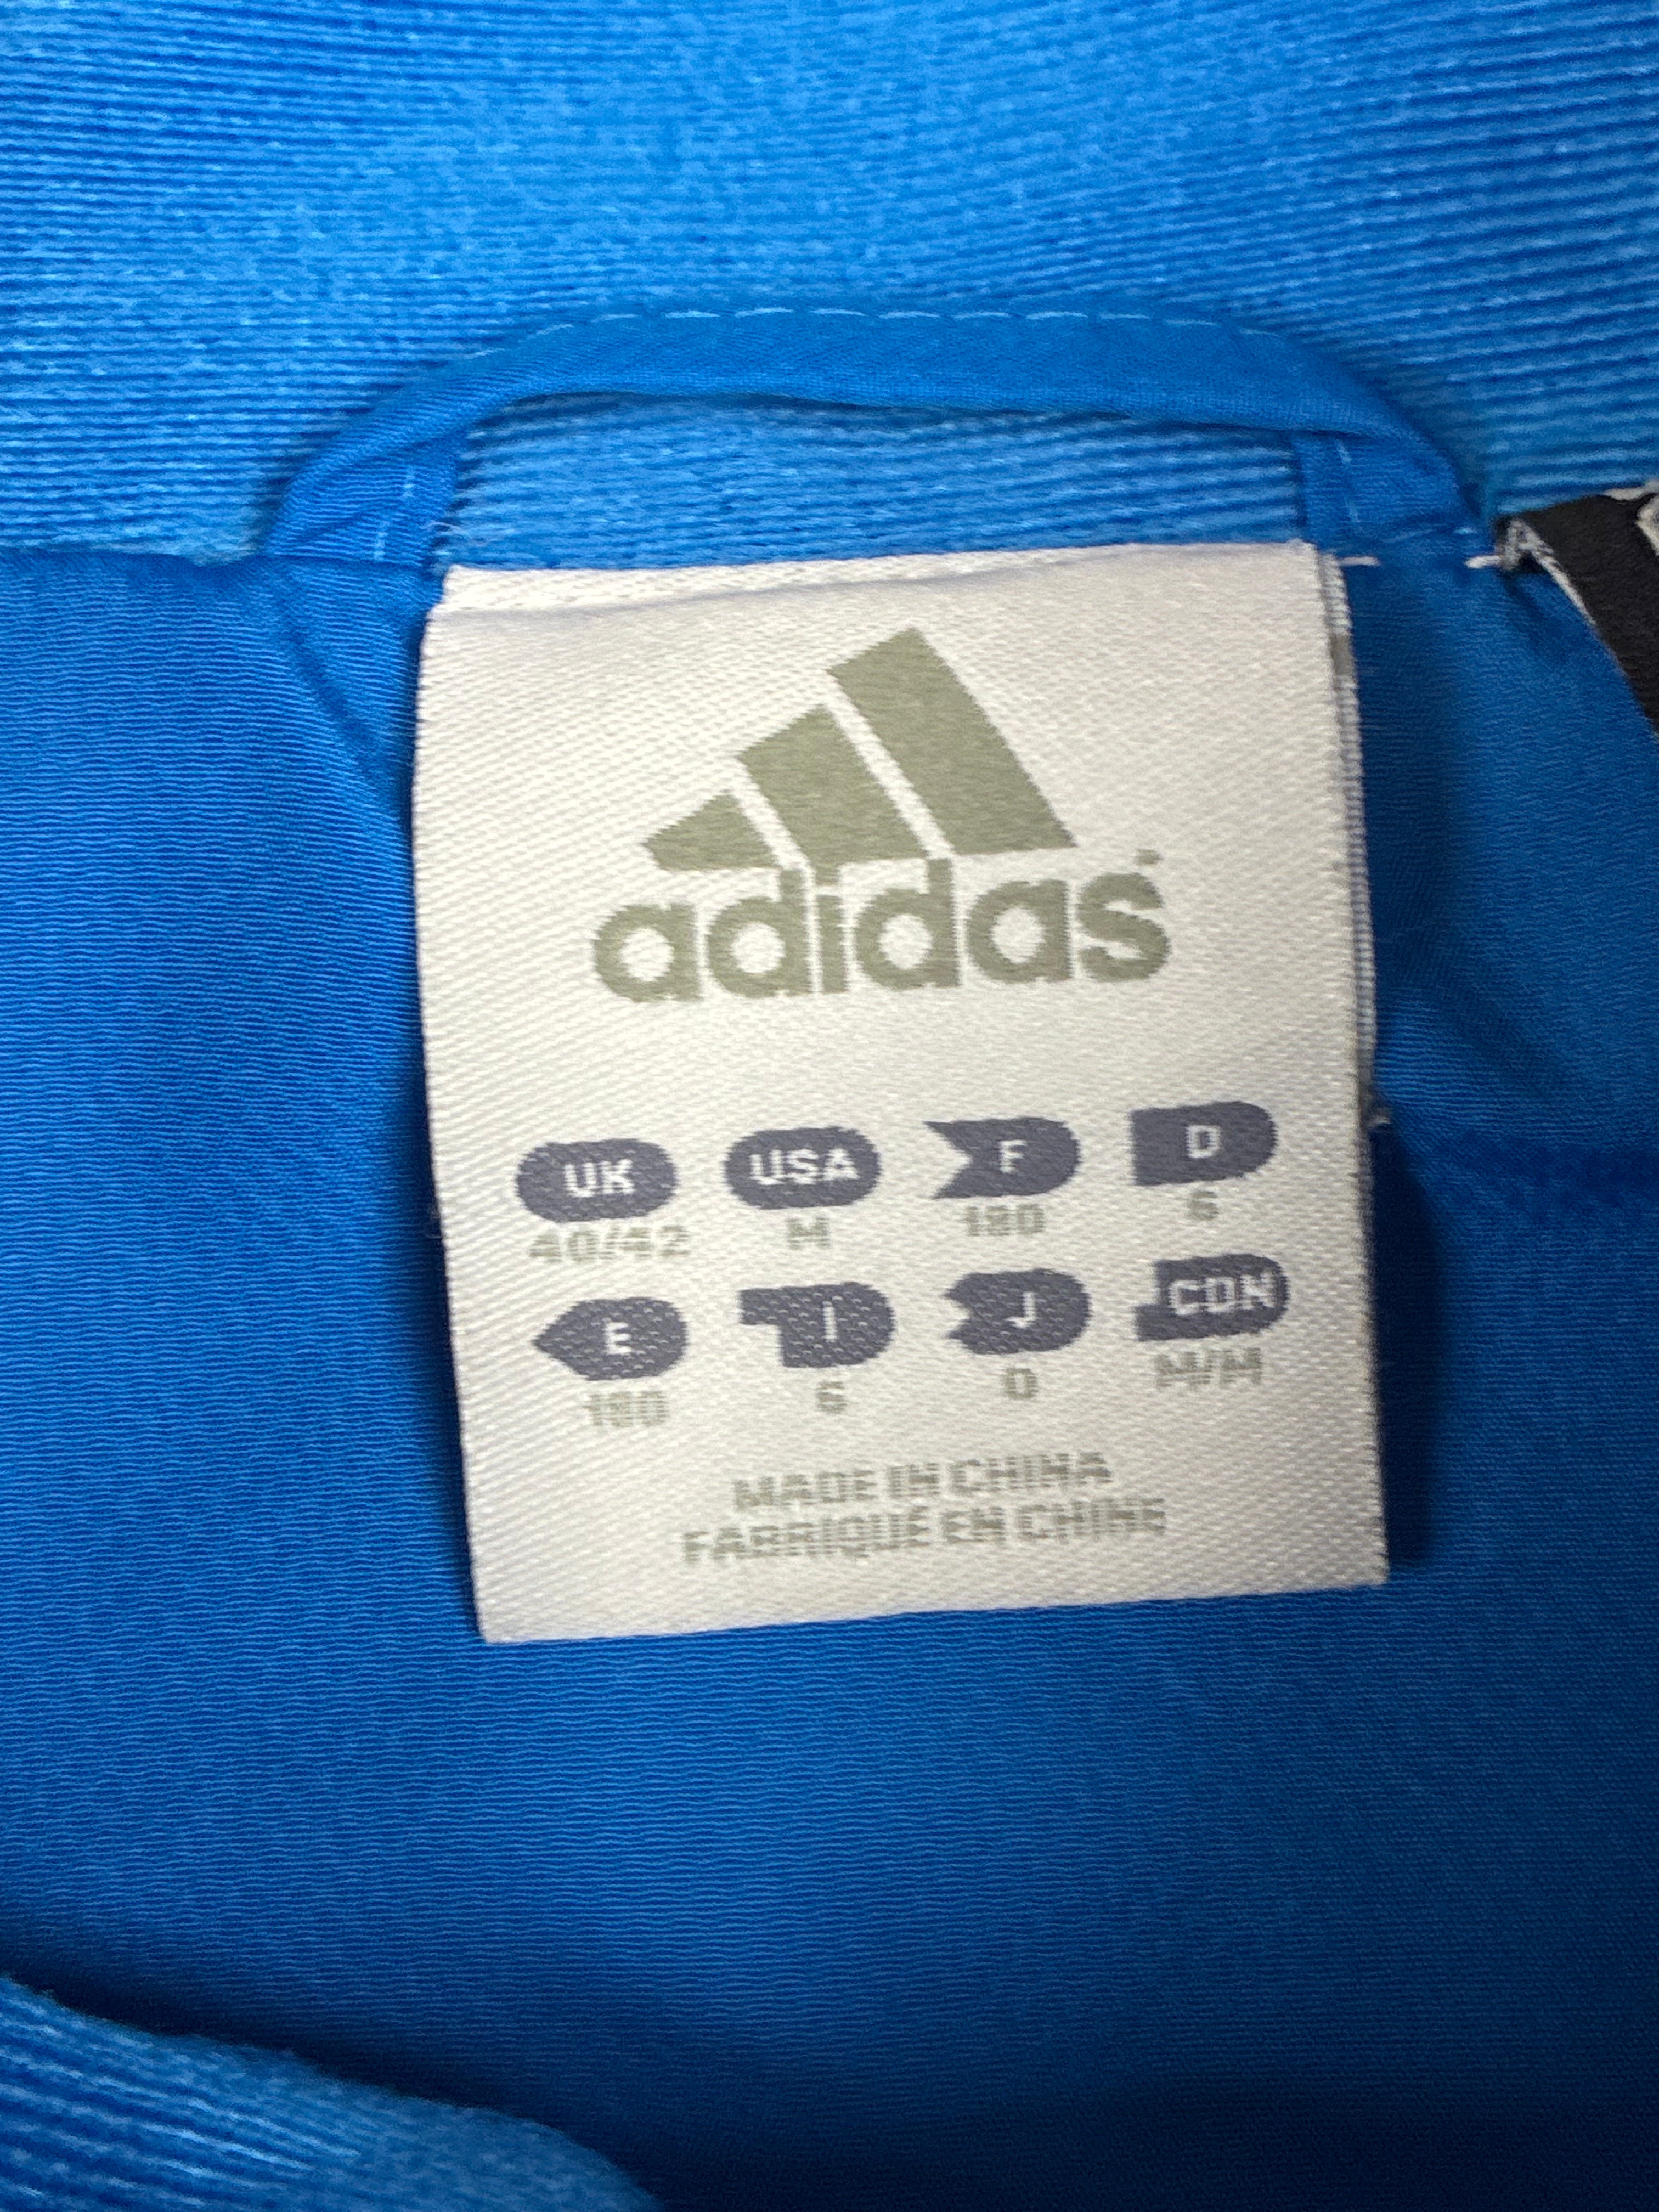 adidas
UK USA F D
40/42 M 180 6
E I J CDN
180 6 O M/M
MADE IN CHINA
FABRIQUÉ EN CHINE